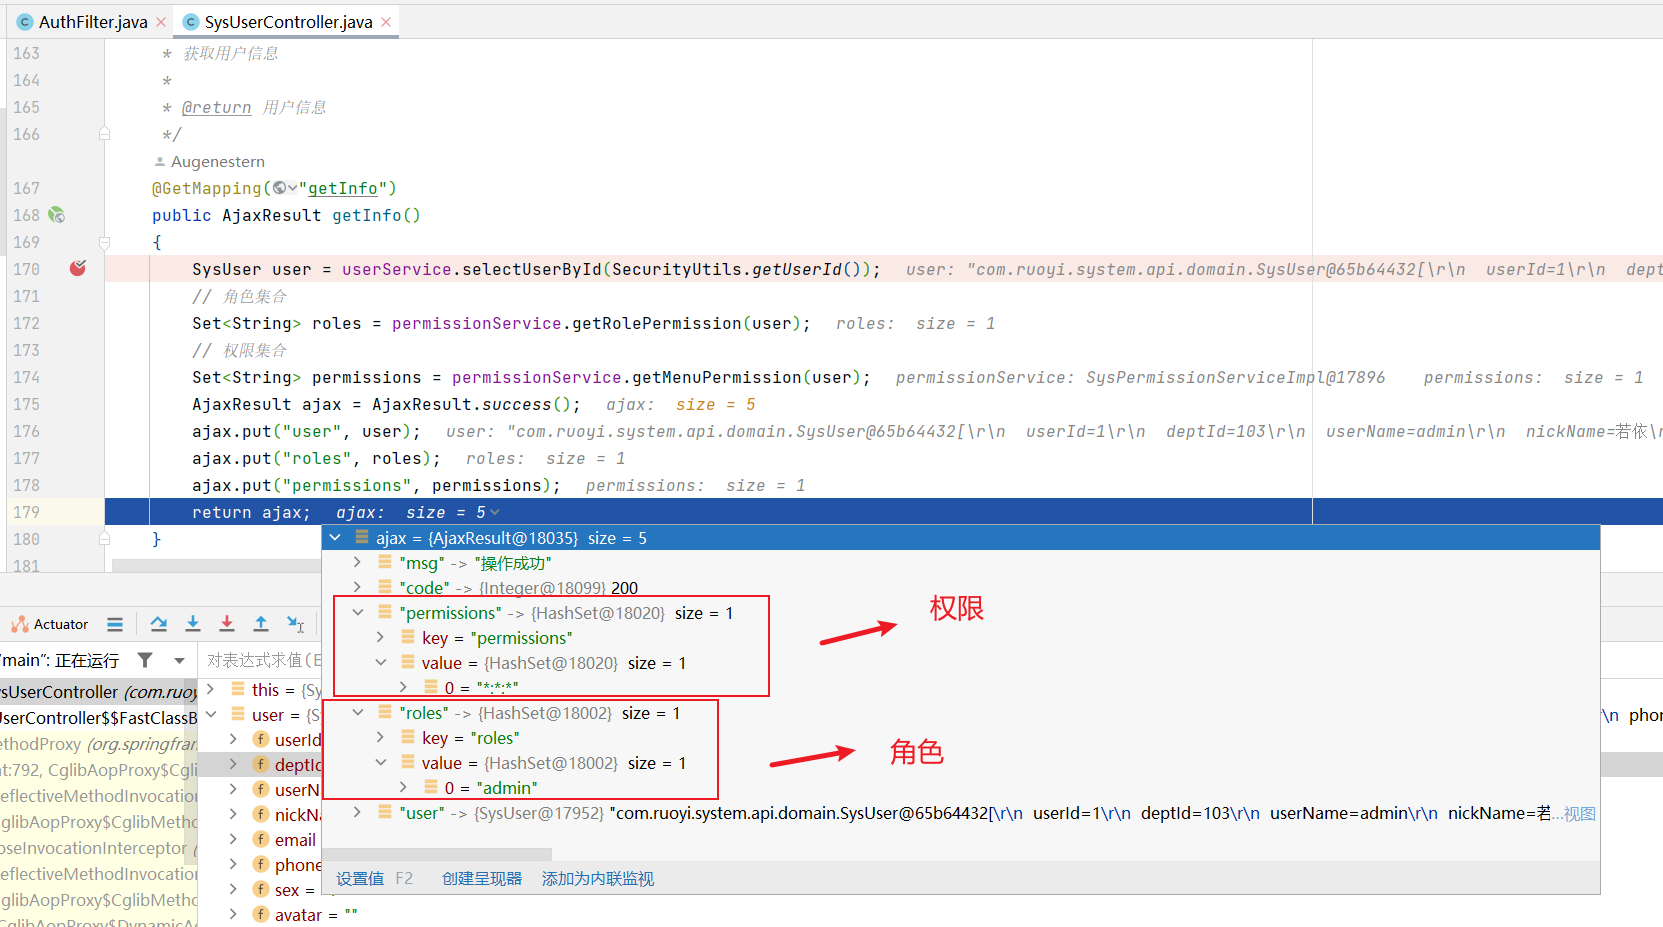 AuthFilter.java
SysUserController.java
163 * 获取用户信息
164 *
165 * @return 用户信息
166 */
Augenestern
167 @GetMapping("getInfo")
168 public AjaxResult getInfo()
169 {
170 SysUser user = userService.selectUserById(SecurityUtils.getUserId()); user: "com.ruoyi.system.api.domain.SysUser@65b64432[\r\n userId=1\r\n dept
171 // 角色集合
172 Set<String> roles = permissionService.getRolePermission(user); roles: size = 1
173 // 权限集合
174 Set<String> permissions = permissionService.getMenuPermission(user); permissionService: SysPermissionServiceImpl@17896 permissions: size = 1
175 AjaxResult ajax = AjaxResult.success(); ajax: size = 5
176 ajax.put("user", user); user: "com.ruoyi.system.api.domain.SysUser@65b64432[\r\n userId=1\r\n deptId=103\r\n userName=admin\r\n nickName=若依\
177 ajax.put("roles", roles); roles: size = 1
178 ajax.put("permissions", permissions); permissions: size = 1
179 return ajax; ajax: size = 5
180 }
181
ajax = {AjaxResult@18035} size = 5
"msg" -> "操作成功"
"code" -> {Integer@18099} 200
"permissions" -> {HashSet@18020} size = 1
key = "permissions"
value = {HashSet@18020} size = 1
0 = "*:*:*"
权限
"roles" -> {HashSet@18002} size = 1
key = "roles"
value = {HashSet@18002} size = 1
0 = "admin"
角色
"user" -> {SysUser@17952} "com.ruoyi.system.api.domain.SysUser@65b64432[\r\n userId=1\r\n deptId=103\r\n userName=admin\r\n nickName=若...视图
设置值 F2 创建呈现器 添加为内联监视
Actuator
"main": 正在运行
对表达式求值(E
sUserController (com.ruoy
UserController$$FastClassB
ethodProxy (org.springfran
nt:792, CglibAopProxy$Cgli
eflectiveMethodInvocation
glibAopProxy$CglibMetho
oseInvocationInterceptor (
eflectiveMethodInvocation
glibAopProxy$CglibMetho
CglibAopProxy$DynamicA
this = {Sy
user = {S
\n phon
userId
deptId
userN
nickNa
email
phone
sex =
avatar = ""